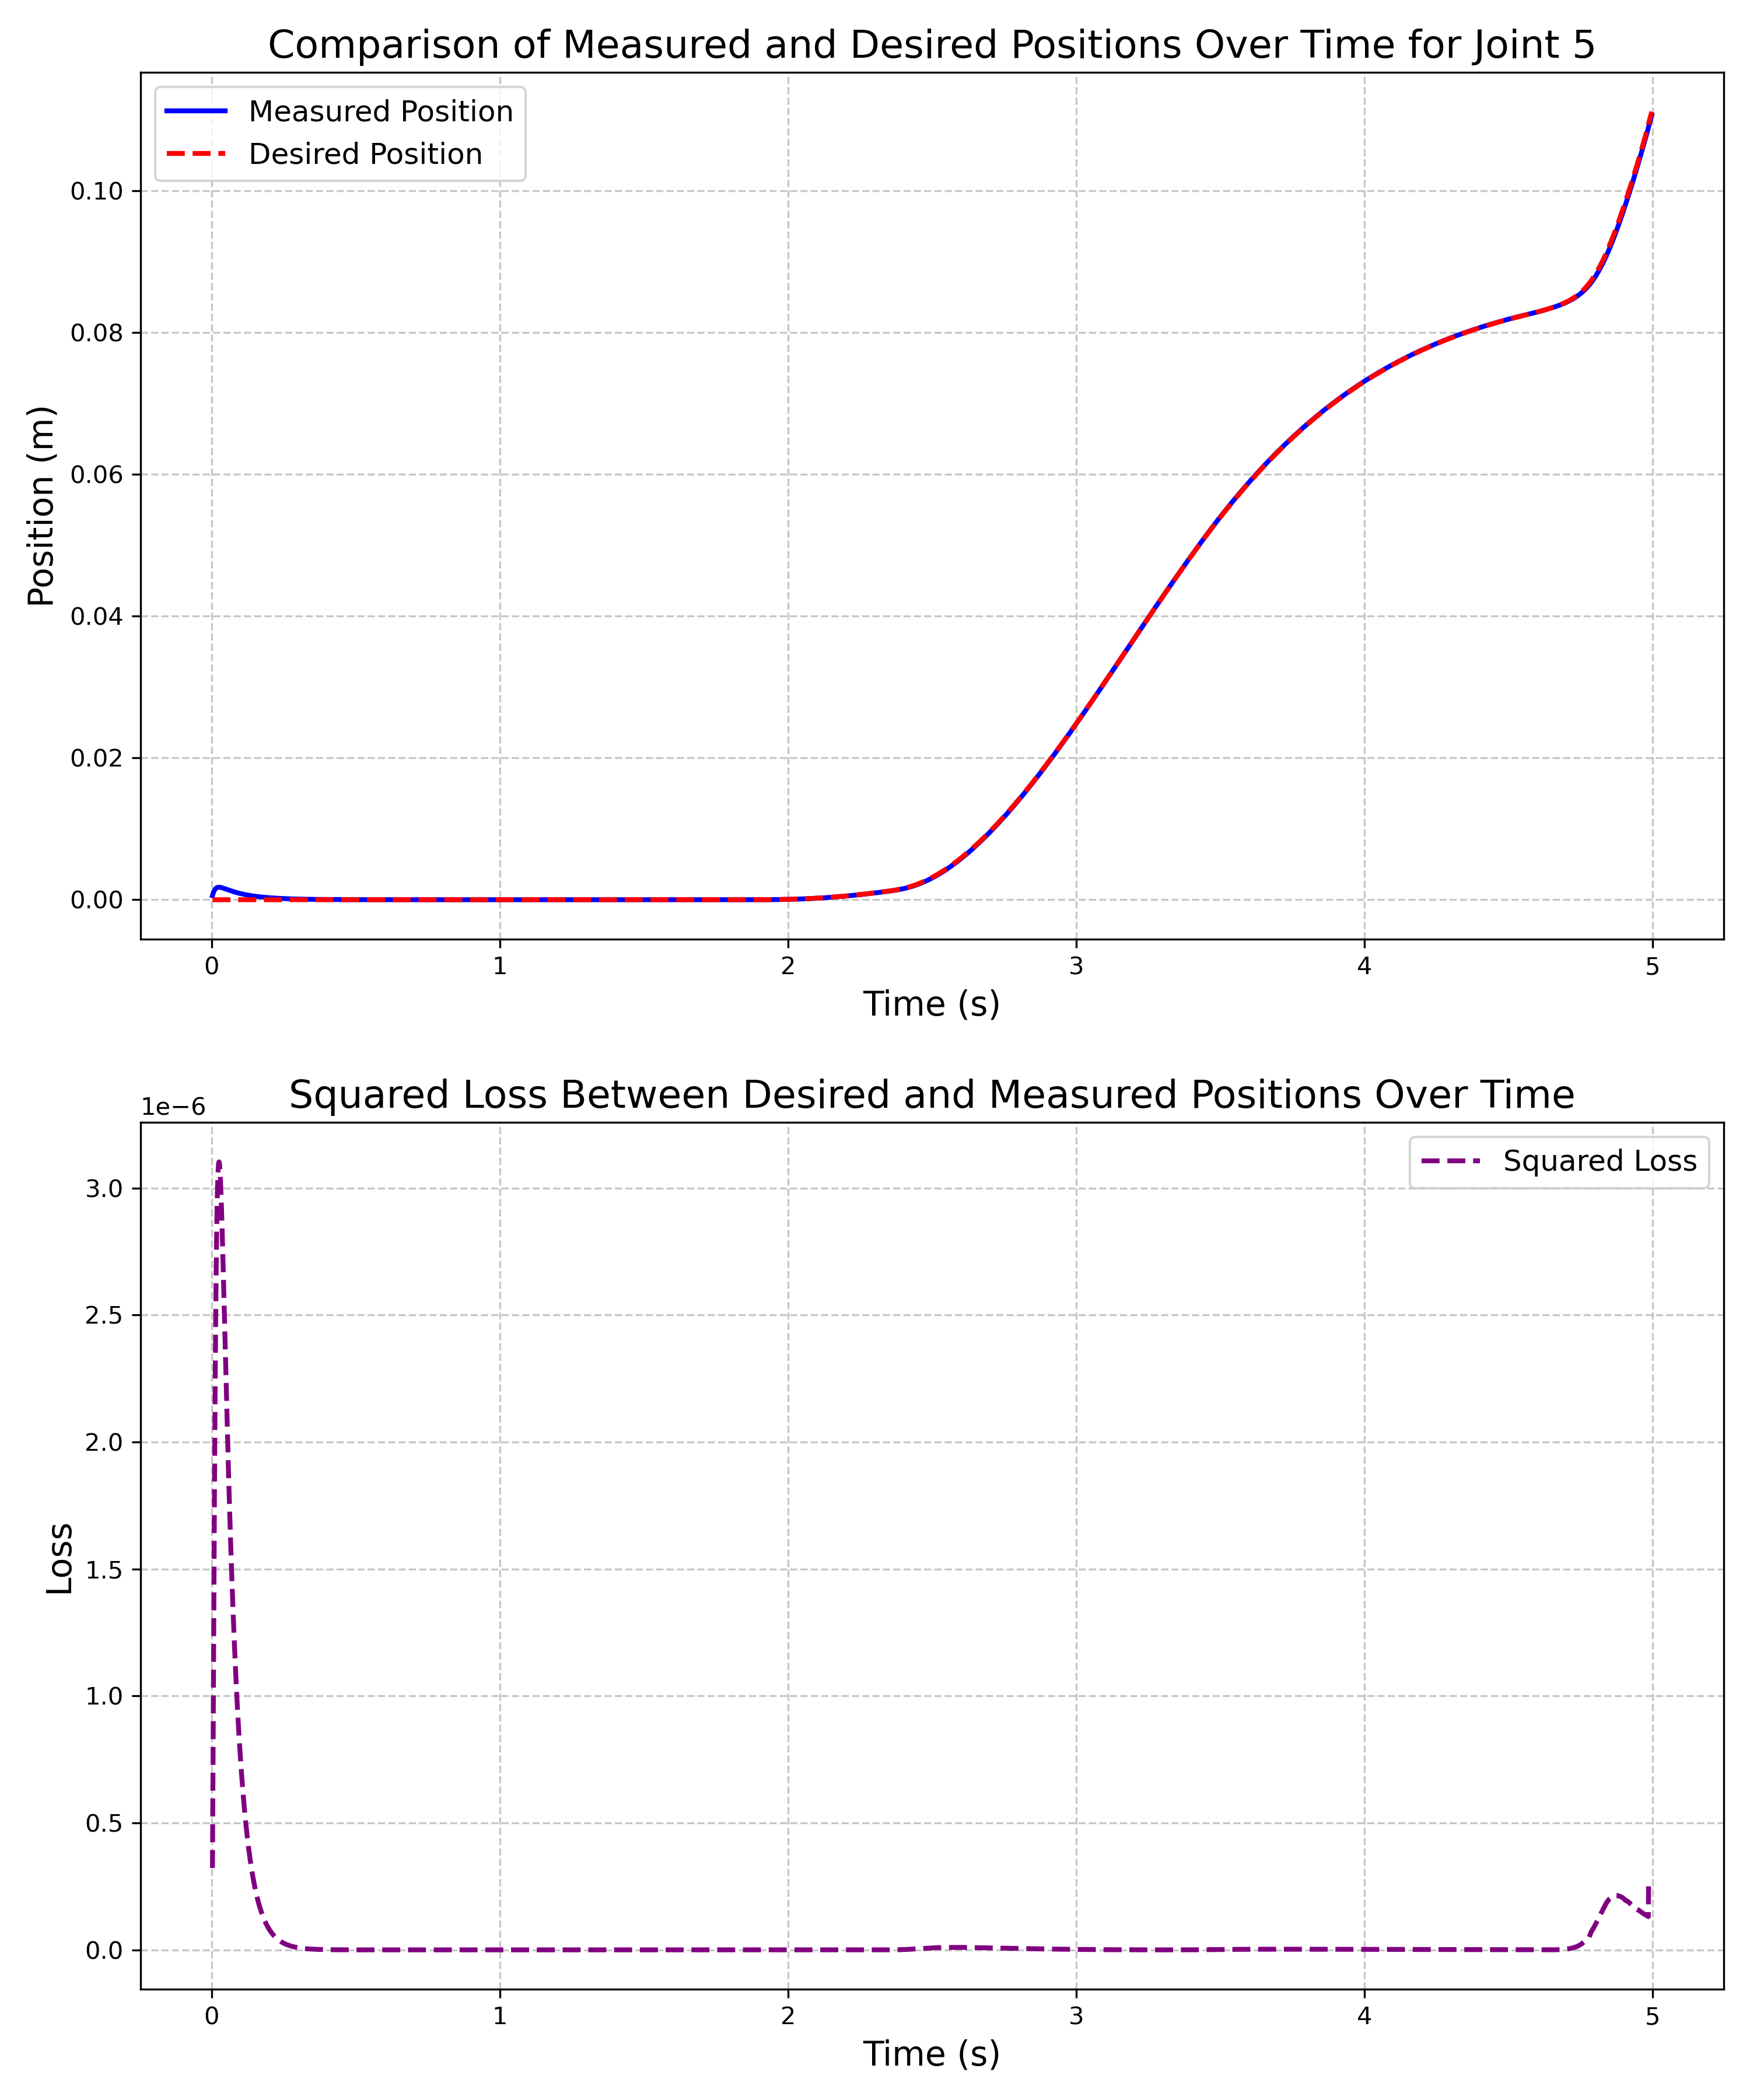 Comparison of Measured and Desired Positions Over Time for Joint 5
Measured Position
Desired Position
Position (m)
0.10
0.08
0.06
0.04
0.02
0.00
0 1 2 3 4 5
Time (s)
Squared Loss Between Desired and Measured Positions Over Time
1e−6
Squared Loss
Loss
3.0
2.5
2.0
1.5
1.0
0.5
0.0
0 1 2 3 4 5
Time (s)